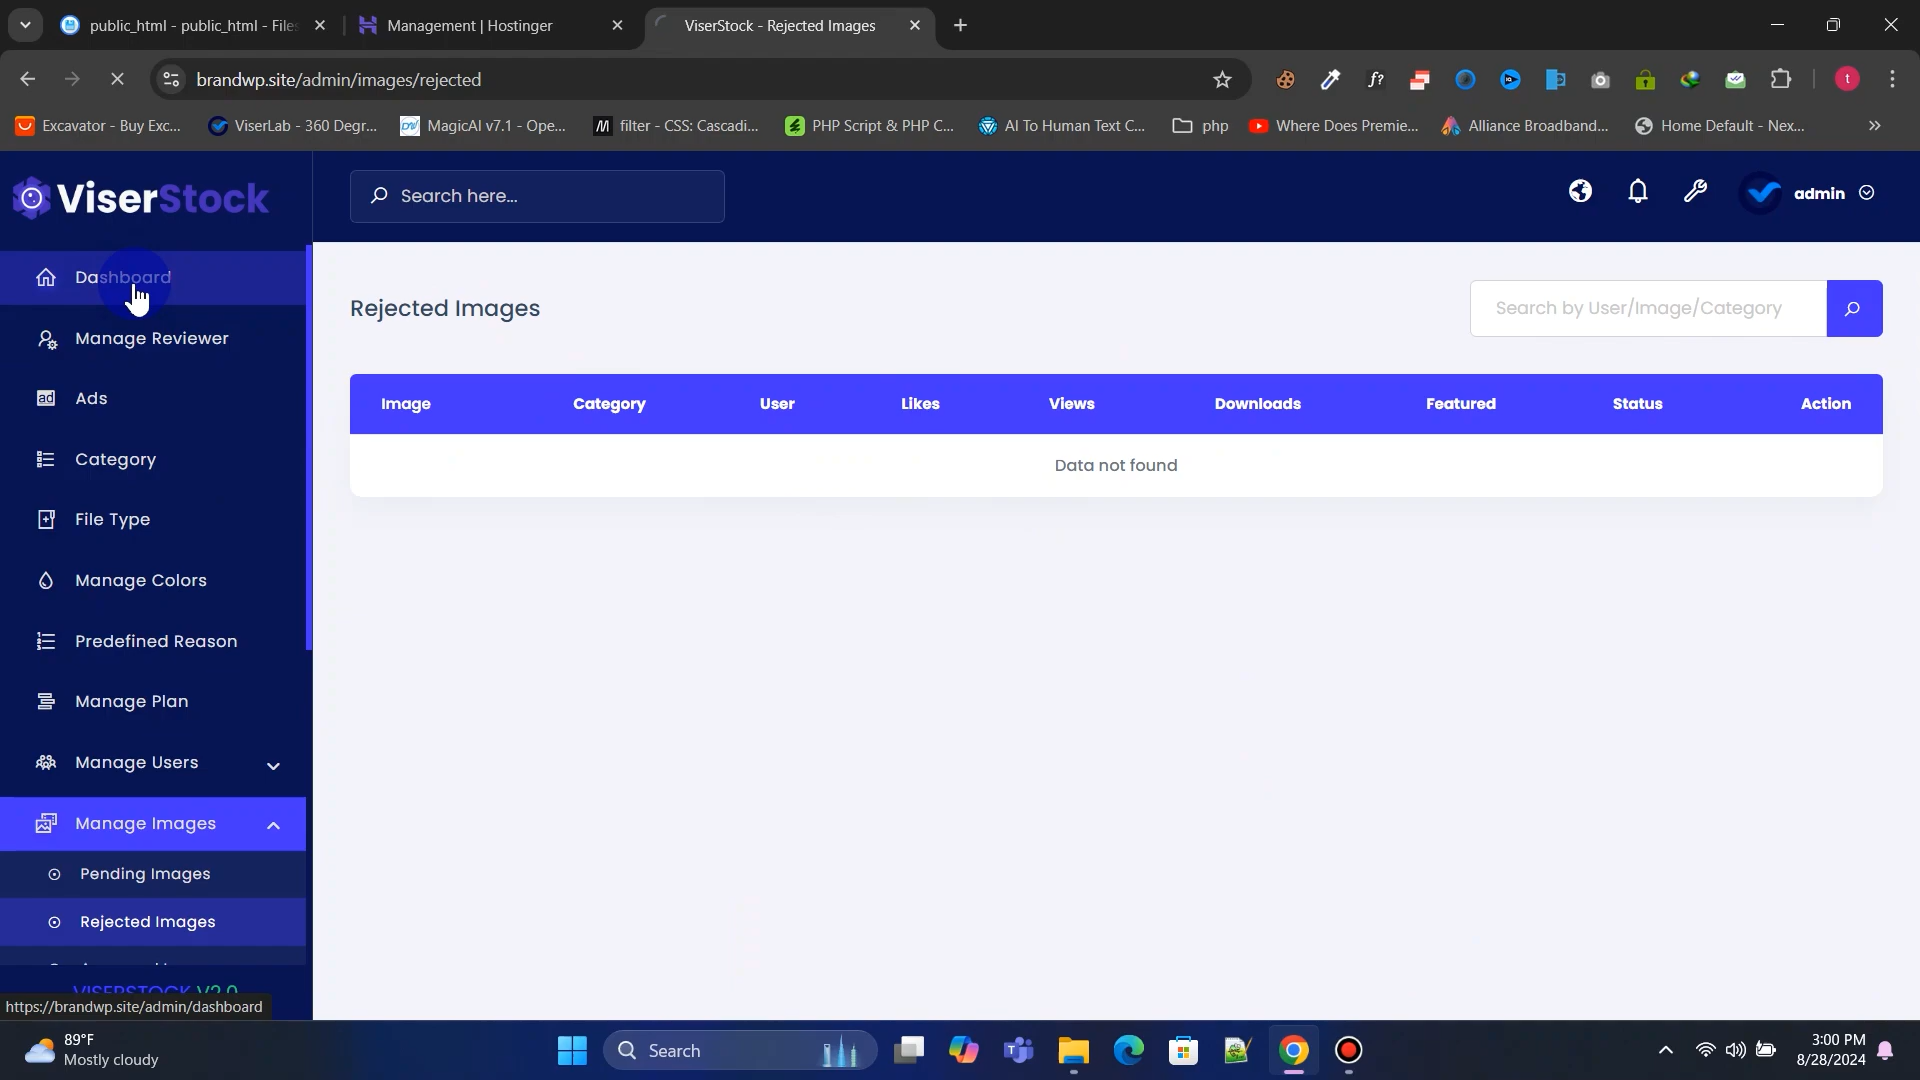 public_html - public_html - Files
Management | Hostinger
ViserStock - Rejected Images
brandwp.site/admin/images/rejected
t
Excavator - Buy Exc...
ViserLab - 360 Degr...
MagicAI v7.1 - Ope...
filter - CSS: Cascadi...
PHP Script & PHP C...
AI To Human Text C...
php
Where Does Premie...
Alliance Broadband...
Home Default - Nex...
ViserStock
Search here...
admin
Dashboard
Manage Reviewer
Ads
Category
File Type
Manage Colors
Predefined Reason
Manage Plan
Manage Users
Manage Images
Pending Images
Rejected Images
VISERSTOCK V2.0
https://brandwp.site/admin/dashboard
Rejected Images
Search by User/Image/Category
Image Category User Likes Views Downloads Featured Status Action
Data not found
89°F
Mostly cloudy
Search
3:00 PM
8/28/2024